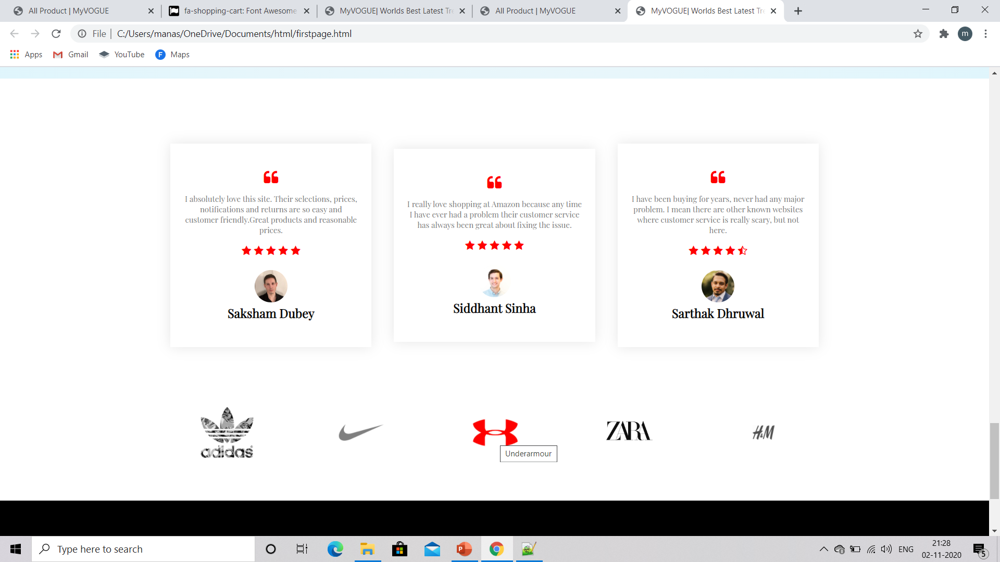 All Product | MyVOGUE
fa-shopping-cart: Font Awesome
MyVOGUE| Worlds Best Latest Tre
All Product | MyVOGUE
MyVOGUE| Worlds Best Latest Tre
File | C:/Users/manas/OneDrive/Documents/html/firstpage.html
m
Apps
Gmail
YouTube
F
Maps
I absolutely love this site. Their selections, prices,
notifications and returns are so easy and
customer friendly.Great products and reasonable
prices.
Saksham Dubey
I really love shopping at Amazon because any time
I have ever had a problem their customer service
has always been great about fixing the issue.
Siddhant Sinha
I have been buying for years, never had any major
problem. I mean there are other known websites
where customer service is really scary, but not
here.
Sarthak Dhruwal
adidas
ZARA
H&M
Underarmour
Type here to search
P
ENG
21:28
02-11-2020
5